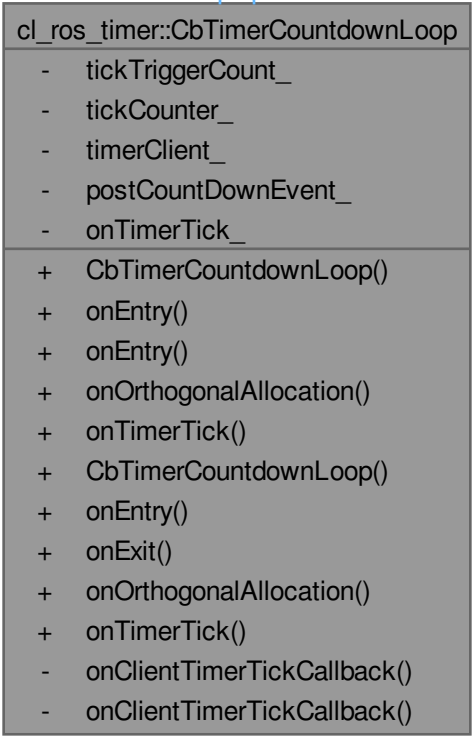 cl_ros_timer::CbTimerCountdownLoop
- tickTriggerCount_
- tickCounter_
- timerClient_
- postCountDownEvent_
- onTimerTick_
+ CbTimerCountdownLoop()
+ onEntry()
+ onEntry()
+ onOrthogonalAllocation()
+ onTimerTick()
+ CbTimerCountdownLoop()
+ onEntry()
+ onExit()
+ onOrthogonalAllocation()
+ onTimerTick()
- onClientTimerTickCallback()
- onClientTimerTickCallback()